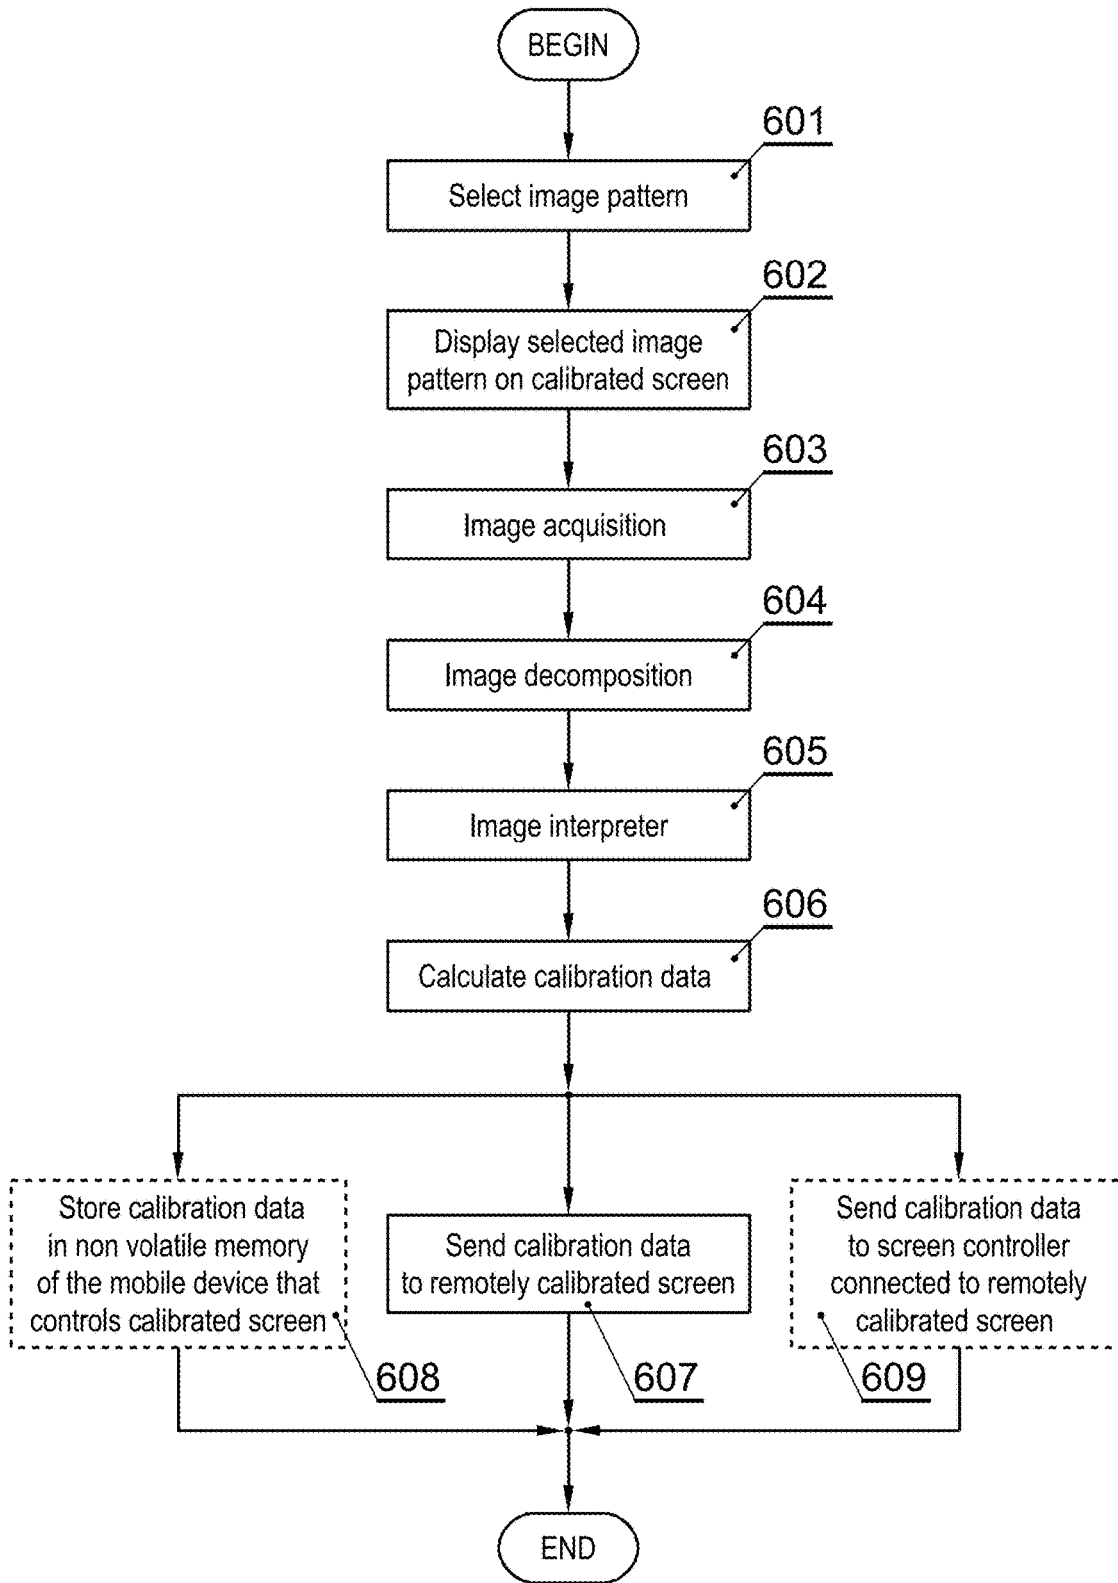 BEGIN
601
Select image pattern
602
Display selected image
pattern on calibrated screen
603
Image acquisition
604
Image decomposition
605
Image interpreter
606
Calculate calibration data
Store calibration data
in non volatile memory
of the mobile device that
controls calibrated screen
608
Send calibration data
to remotely calibrated screen
607
Send calibration data
to screen controller
connected to remotely
calibrated screen
609
END